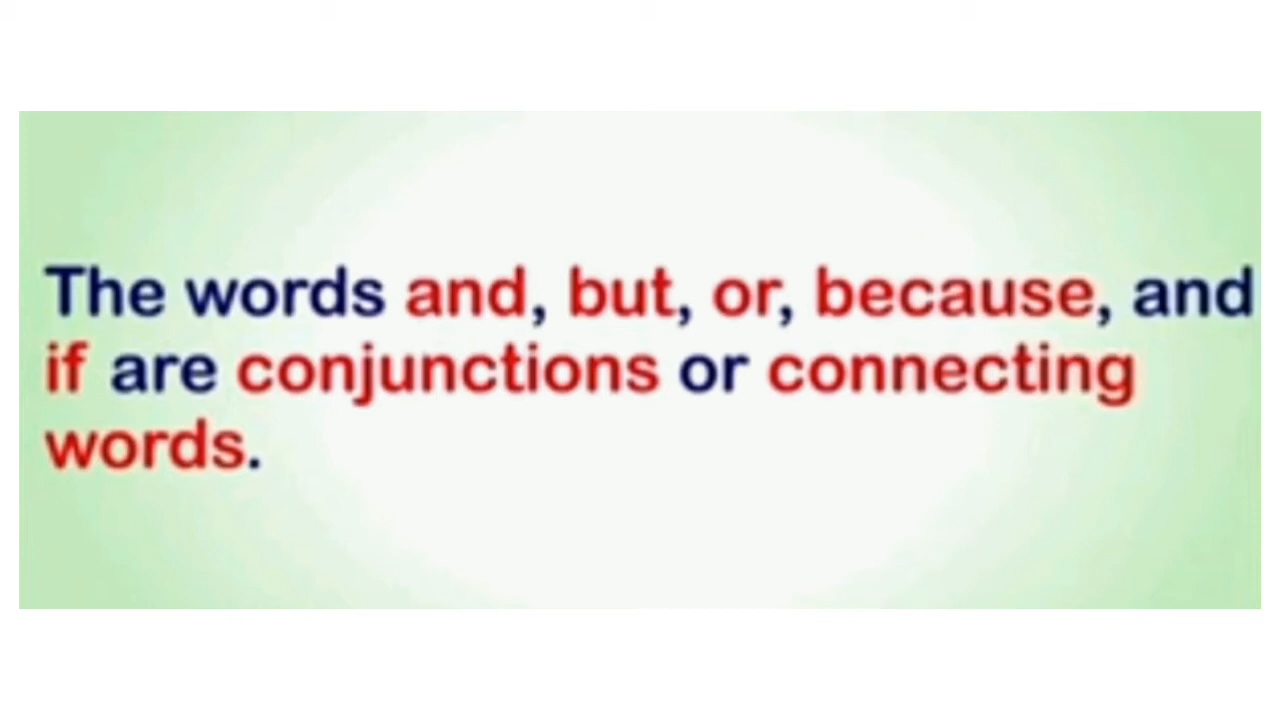 The words and, but, or, because, and
if are conjunctions or connecting
words.